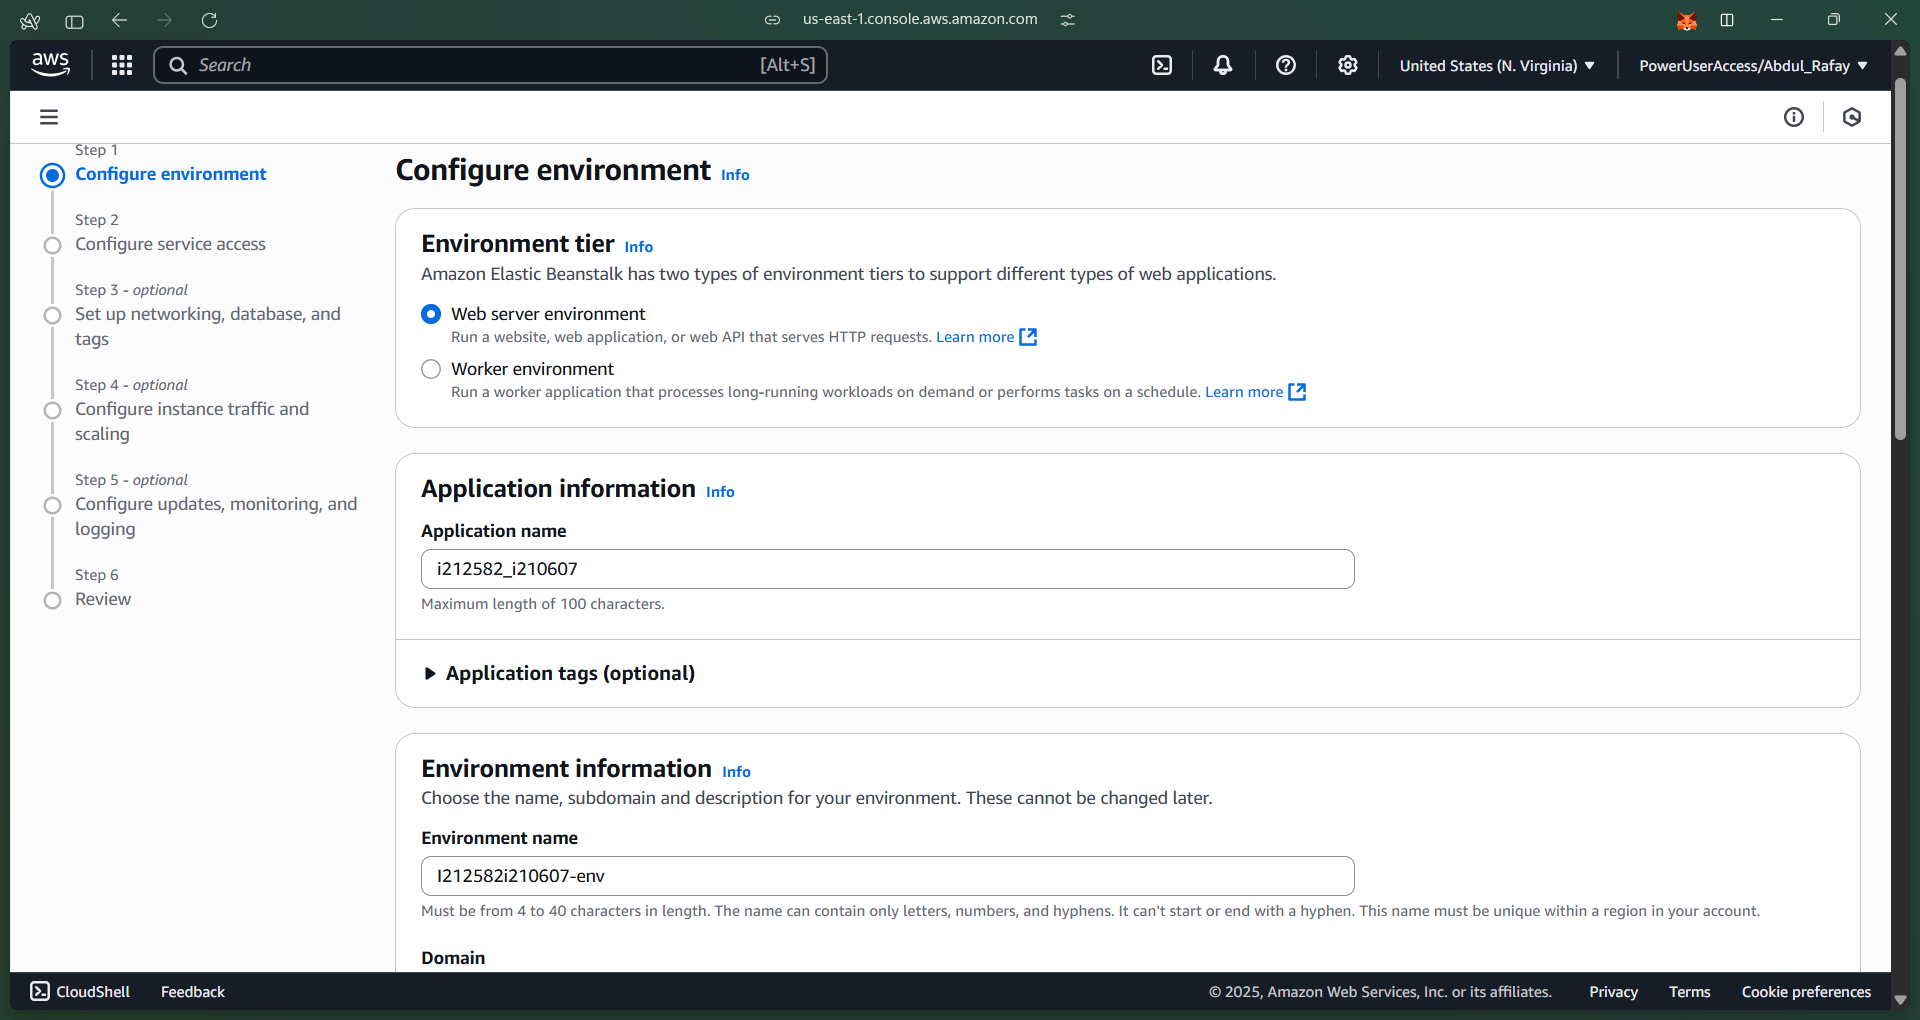 us-east-1.console.aws.amazon.com
aws
Search [Alt+S]
United States (N. Virginia)
PowerUserAccess/Abdul_Rafay
Step 1
Configure environment
Step 2
Configure service access
Step 3 - optional
Set up networking, database, and
tags
Step 4 - optional
Configure instance traffic and
scaling
Step 5 - optional
Configure updates, monitoring, and
logging
Step 6
Review
Configure environment Info
Environment tier Info
Amazon Elastic Beanstalk has two types of environment tiers to support different types of web applications.
Web server environment
Run a website, web application, or web API that serves HTTP requests. Learn more
Worker environment
Run a worker application that processes long-running workloads on demand or performs tasks on a schedule. Learn more
Application information Info
Application name
i212582_i210607
Maximum length of 100 characters.
Application tags (optional)
Environment information Info
Choose the name, subdomain and description for your environment. These cannot be changed later.
Environment name
I212582i210607-env
Must be from 4 to 40 characters in length. The name can contain only letters, numbers, and hyphens. It can't start or end with a hyphen. This name must be unique within a region in your account.
Domain
CloudShell
Feedback
© 2025, Amazon Web Services, Inc. or its affiliates.
Privacy
Terms
Cookie preferences